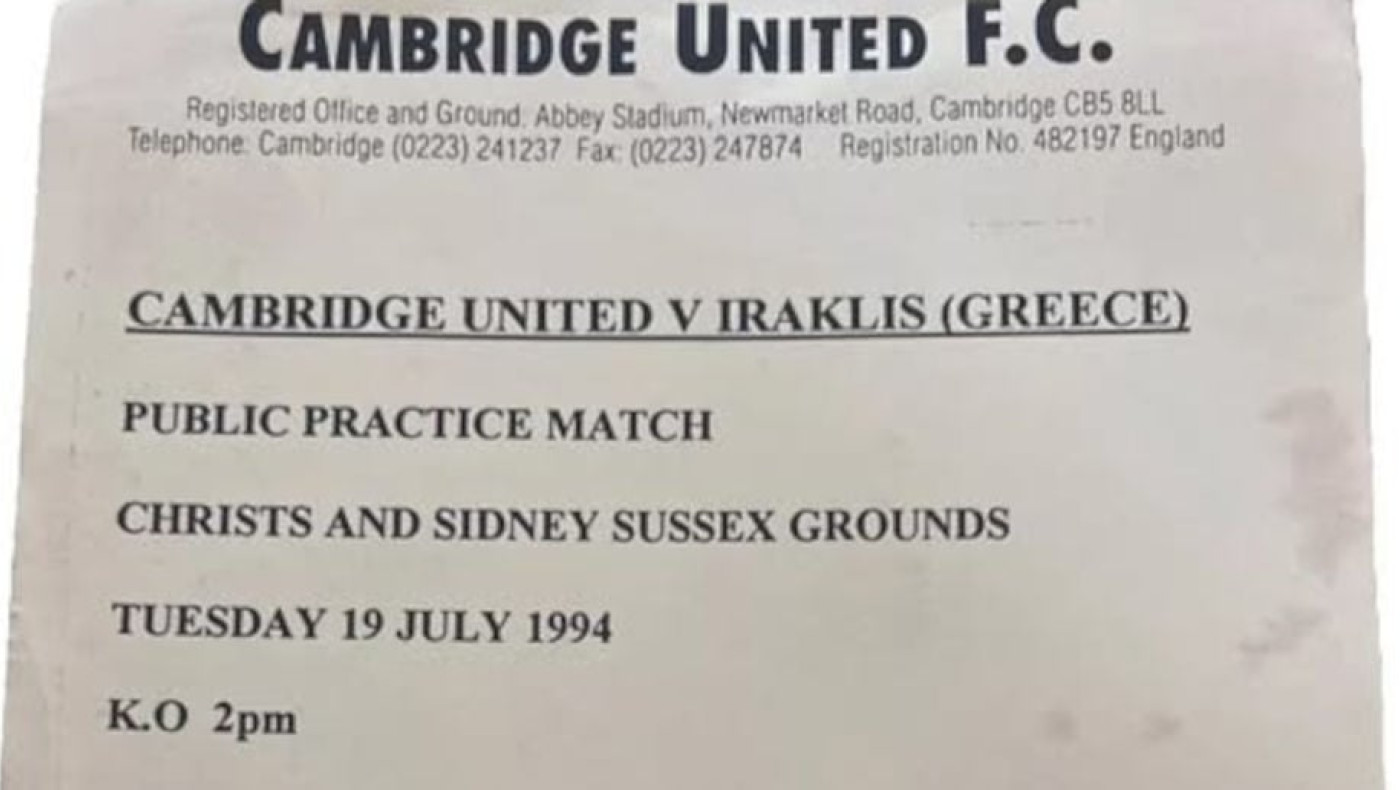 CAMBRIDGE UNITED F.C.
Registered Office and Ground: Abbey Stadium, Newmarket Road, Cambridge CB5 8LL
Telephone: Cambridge (0223) 241237 Fax: (0223) 247874 Registration No. 482197 England
CAMBRIDGE UNITED V IRAKLIS (GREECE)
PUBLIC PRACTICE MATCH
CHRISTS AND SIDNEY SUSSEX GROUNDS
TUESDAY 19 JULY 1994
K.O 2pm